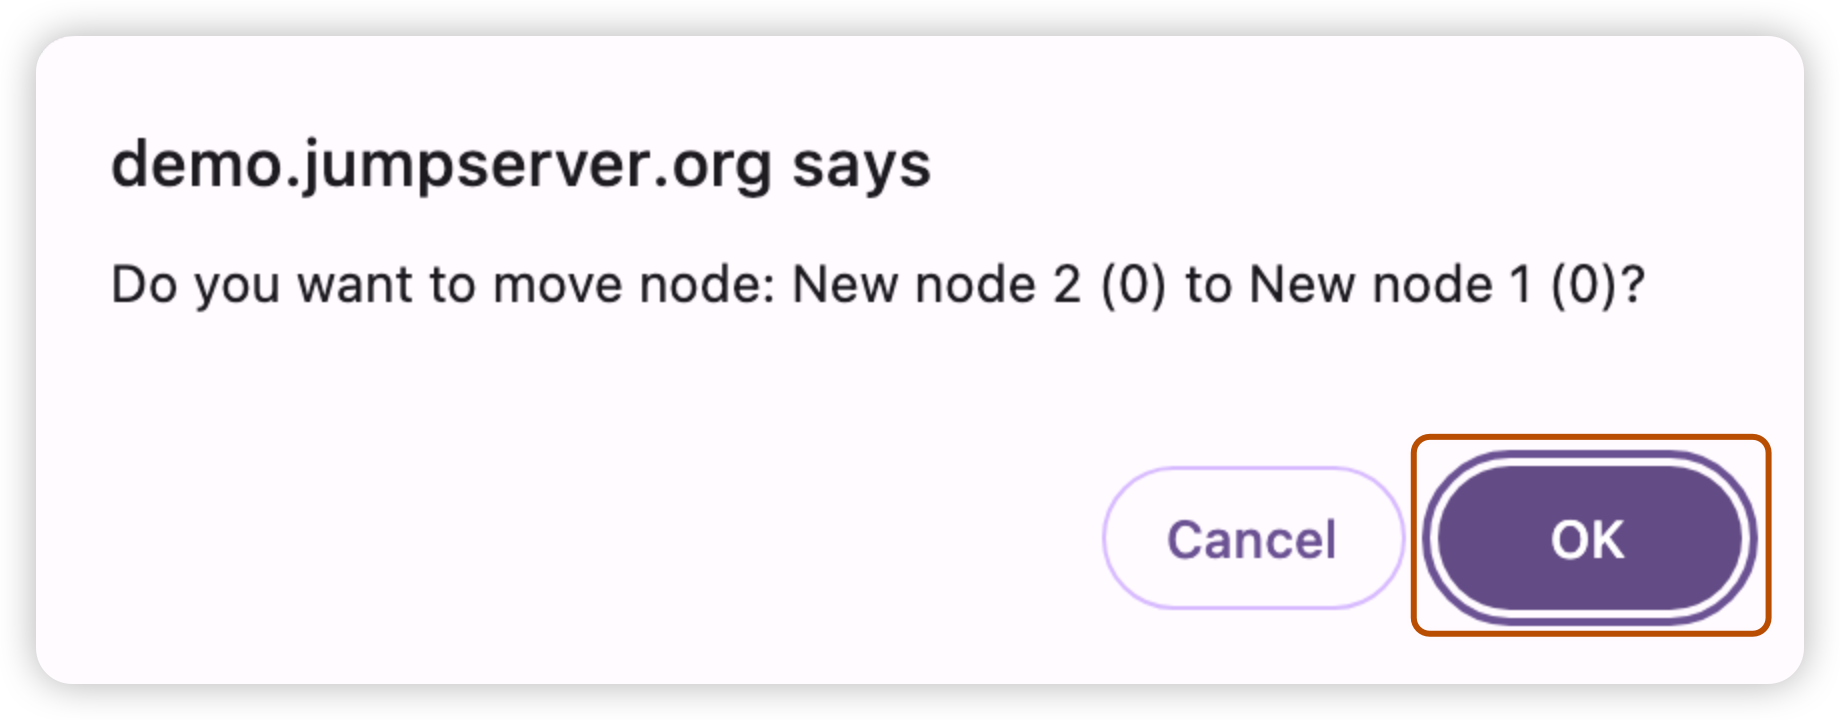 demo.jumpserver.org says
Do you want to move node: New node 2 (0) to New node 1 (0)?
Cancel OK